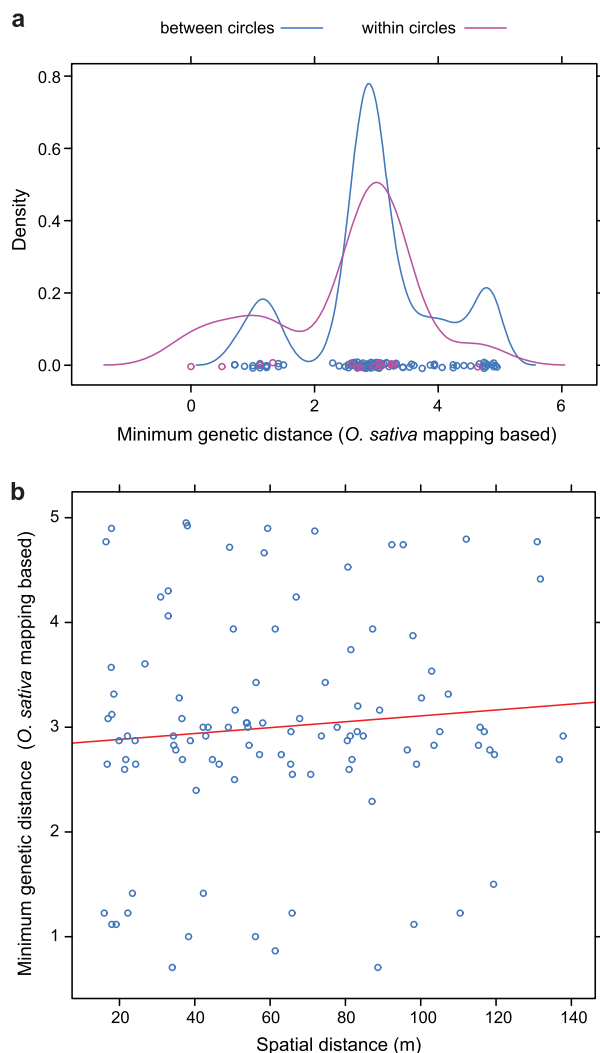 a
between circles within circles
0.8
0.6
0.4
0.2
0.0
Density
0 2 4 6
Minimum genetic distance (O. sativa mapping based)
b
5
4
3
2
1
Minimum genetic distance (O. sativa mapping based)
20 40 60 80 100 120 140
Spatial distance (m)